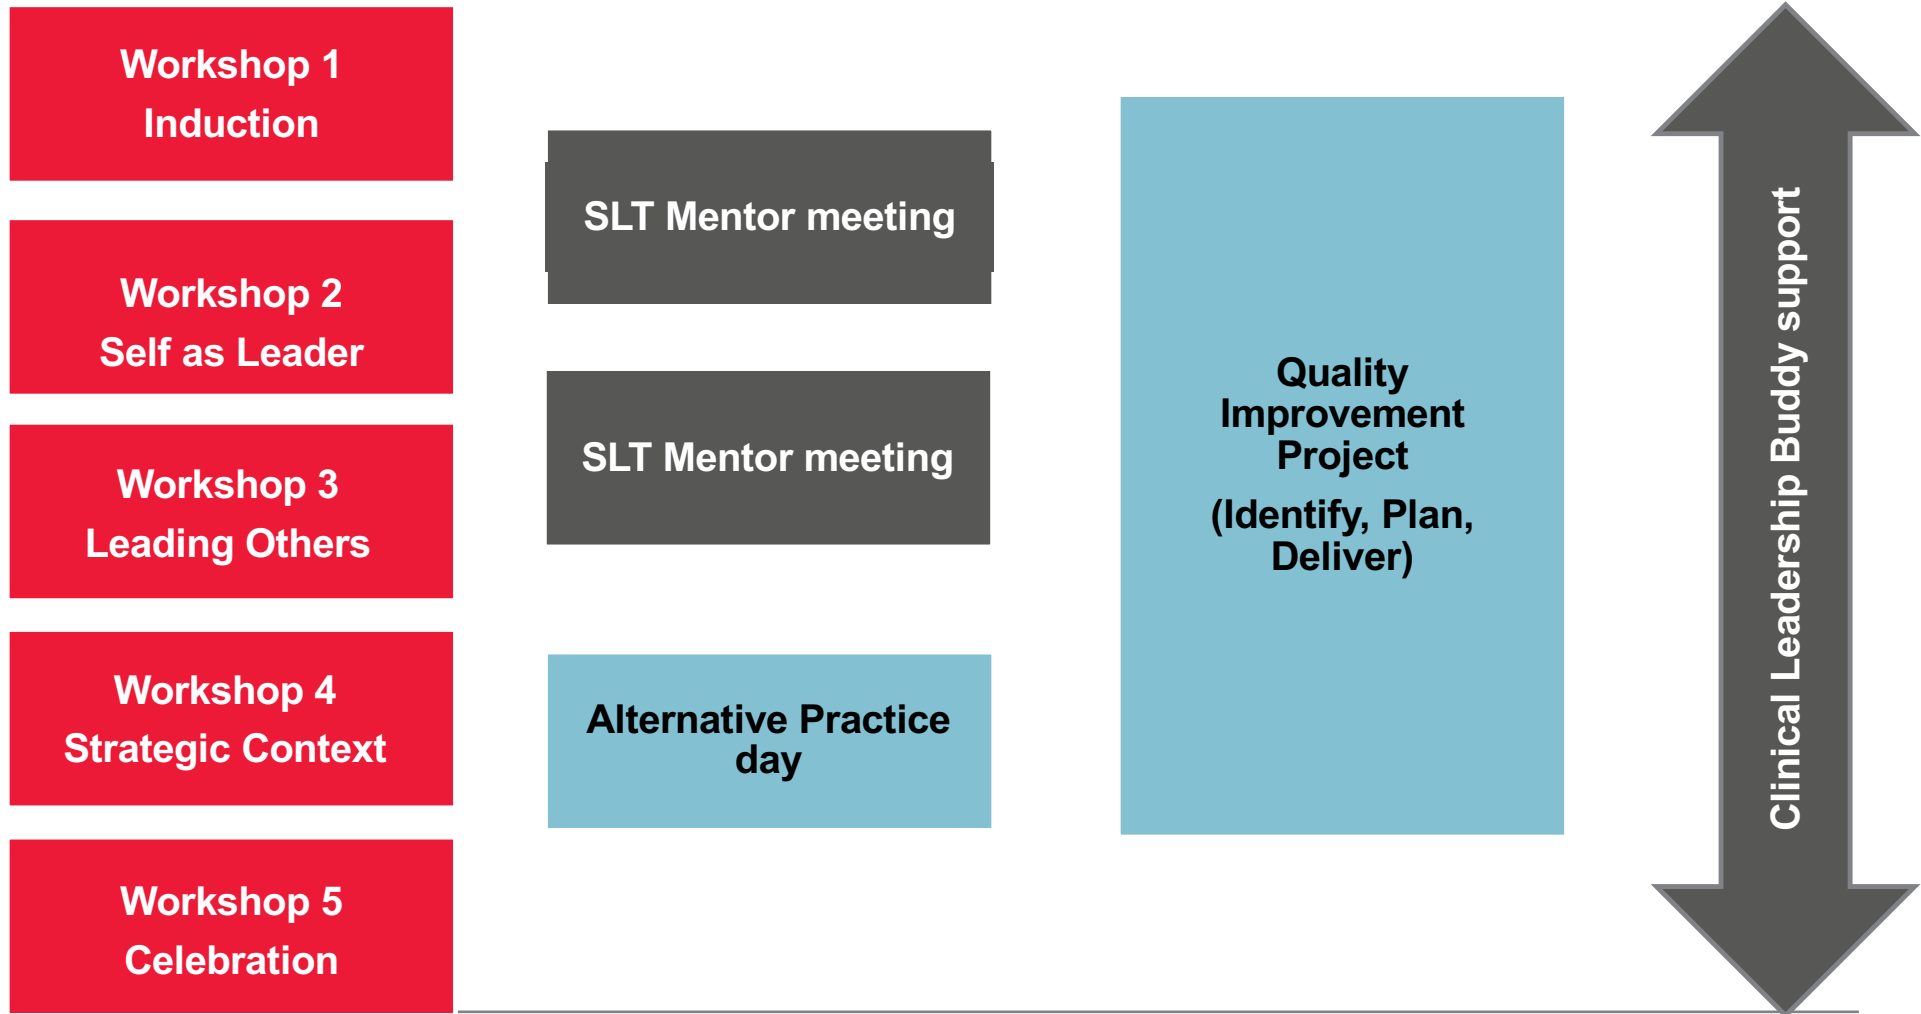 Workshop 1
Induction
Workshop 2
Self as Leader
Workshop 3
Leading Others
Workshop 4
Strategic Context
Workshop 5
Celebration
SLT Mentor meeting
SLT Mentor meeting
Alternative Practice
day
Quality
Improvement
Project
(Identify, Plan,
Deliver)
Clinical Leadership Buddy support